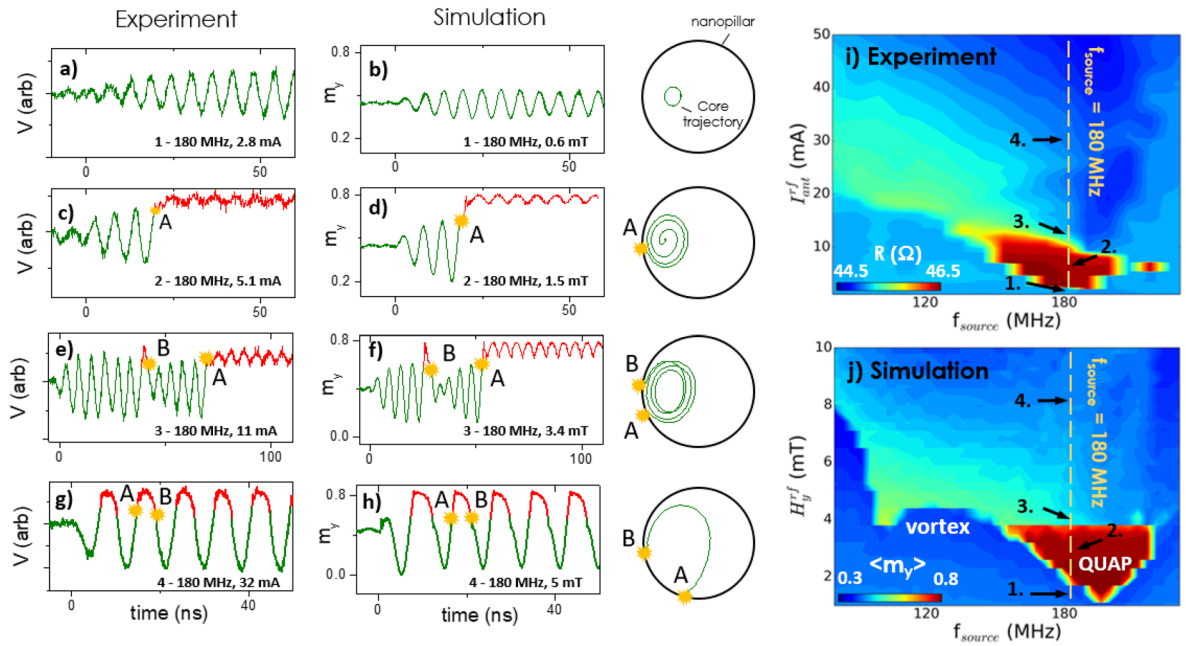 Experiment
Simulation
a)
V (arb)
1 - 180 MHz, 2.8 mA
0
50
b)
m_y
0.8
0.2
1 - 180 MHz, 0.6 mT
0
50
nanopillar
Core
trajectory
c)
V (arb)
A
2 - 180 MHz, 5.1 mA
0
50
d)
m_y
0.8
0.2
A
2 - 180 MHz, 1.5 mT
0
50
A
e)
V (arb)
B
A
3 - 180 MHz, 11 mA
0
100
f)
m_y
0.8
0.0
B
A
3 - 180 MHz, 3.4 mT
0
100
B
A
g)
V (arb)
A
B
4 - 180 MHz, 32 mA
0
40
time (ns)
h)
m_y
0.8
0.0
A
B
4 - 180 MHz, 5 mT
0
40
time (ns)
B
A
i) Experiment
f_source = 180 MHz
I^rf_ant (mA)
50
40
30
20
10
4.
3.
2.
1.
R (Ω)
44.5
46.5
120
180
f_source (MHz)
j) Simulation
f_source = 180 MHz
H^rf_y (mT)
10
8
6
4
2
4.
3.
2.
1.
vortex
QUAP
<m_y>
0.3
0.8
120
180
f_source (MHz)